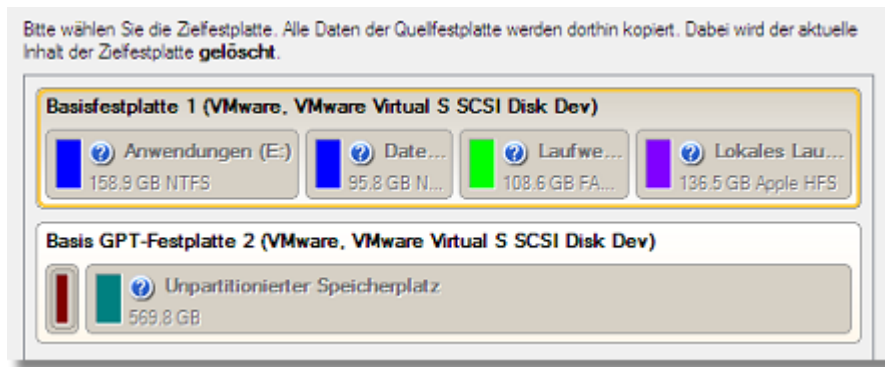 Bitte wählen Sie die Zielfestplatte. Alle Daten der Quellfestplatte werden dorthin kopiert. Dabei wird der aktuelle
Inhalt der Zielfestplatte gelöscht.
Basisfestplatte 1 (VMware, VMware Virtual S SCSI Disk Dev)
Anwendungen (E:)
158.9 GB NTFS
Date...
95.8 GB N...
Laufwe...
108.6 GB FA...
Lokales Lau...
136.5 GB Apple HFS
Basis GPT-Festplatte 2 (VMware, VMware Virtual S SCSI Disk Dev)
Unpartitionierter Speicherplatz
569.8 GB